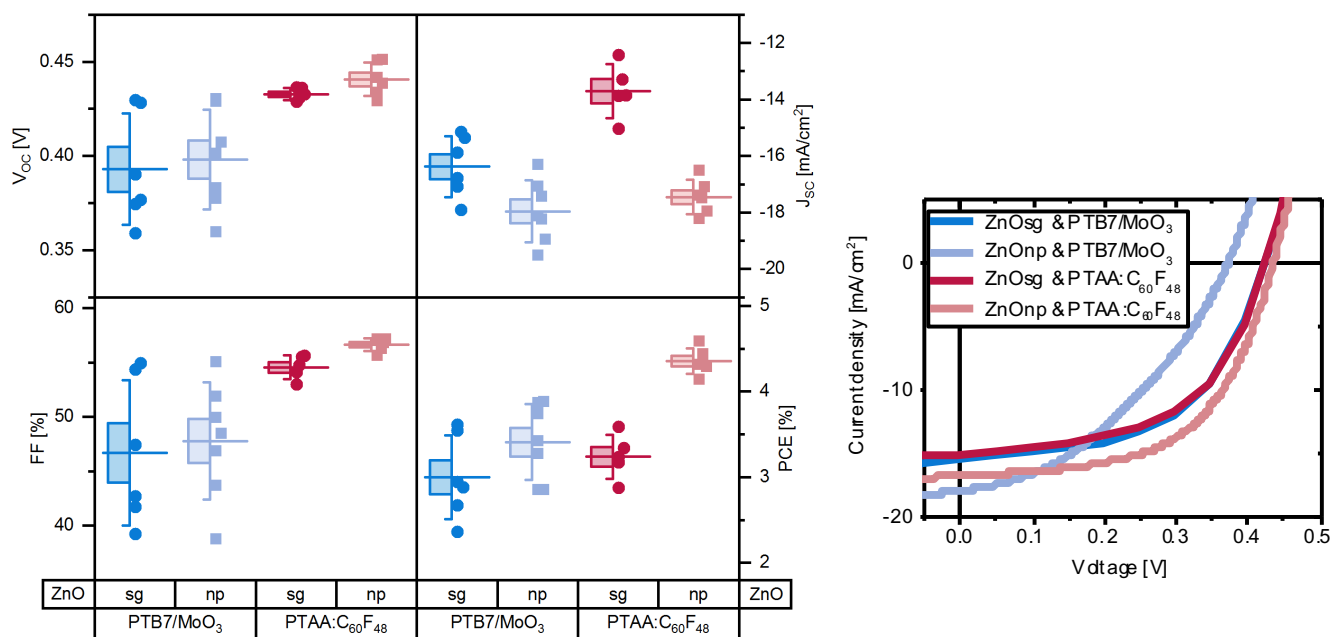 V_OC [V]
0.45
0.40
0.35
-12
-14
-16
-18
-20
J_SC [mA/cm²]
FF [%]
60
50
40
5
4
3
2
PCE [%]
ZnO sg np sg np sg np sg np ZnO
PTB7/MoO₃ PTAA:C₆₀F₄₈ PTB7/MoO₃ PTAA:C₆₀F₄₈
ZnOsg & PTB7/MoO₃
ZnOnp & PTB7/MoO₃
ZnOsg & PTAA:C₆₀F₄₈
ZnOnp & PTAA:C₆₀F₄₈
Current density [mA/cm²]
0
-10
-20
0.0 0.1 0.2 0.3 0.4 0.5
Voltage [V]